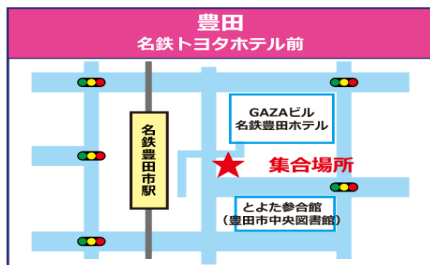 豊田
名鉄トヨタホテル前
GAZAビル
名鉄豊田ホテル
名鉄豊田市駅
集合場所
とよた参合館
（豊田市中央図書館）